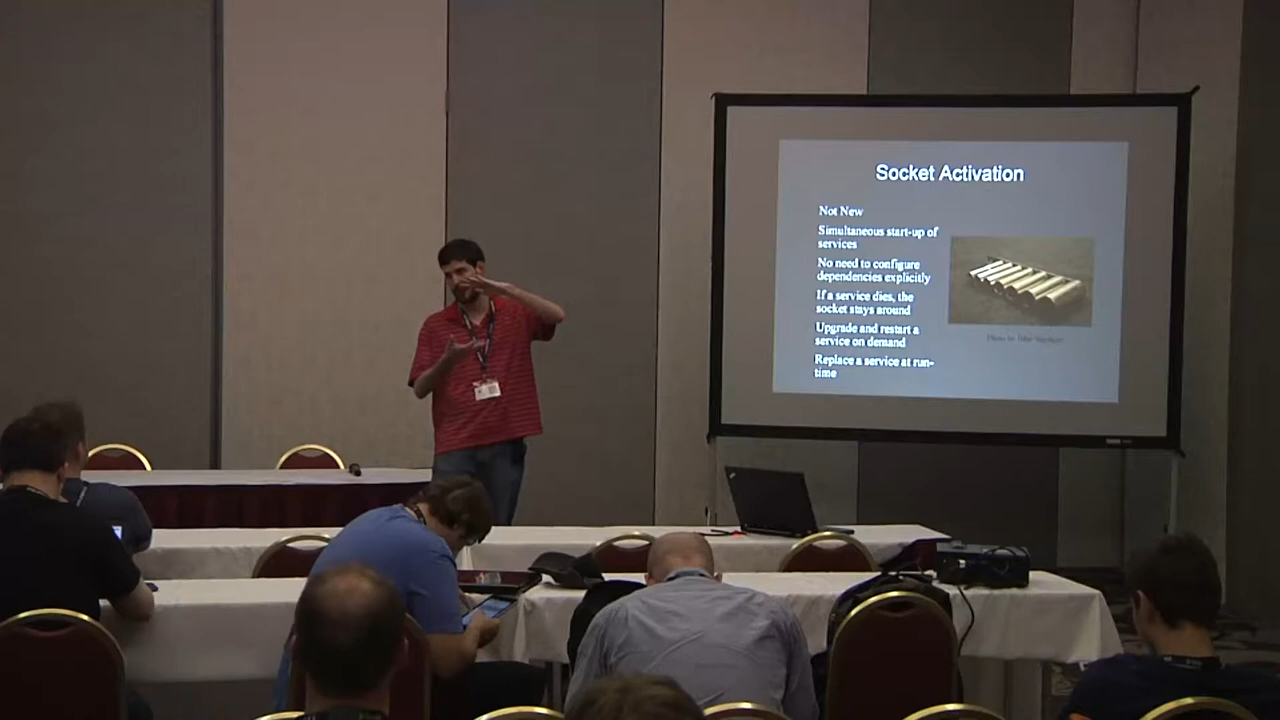 Socket Activation
Not New
Simultaneous start-up of
services
No need to configure
dependencies explicitly
If a service dies, the
socket stays around
Upgrade and restart a
service on demand
Replace a service at run-
time